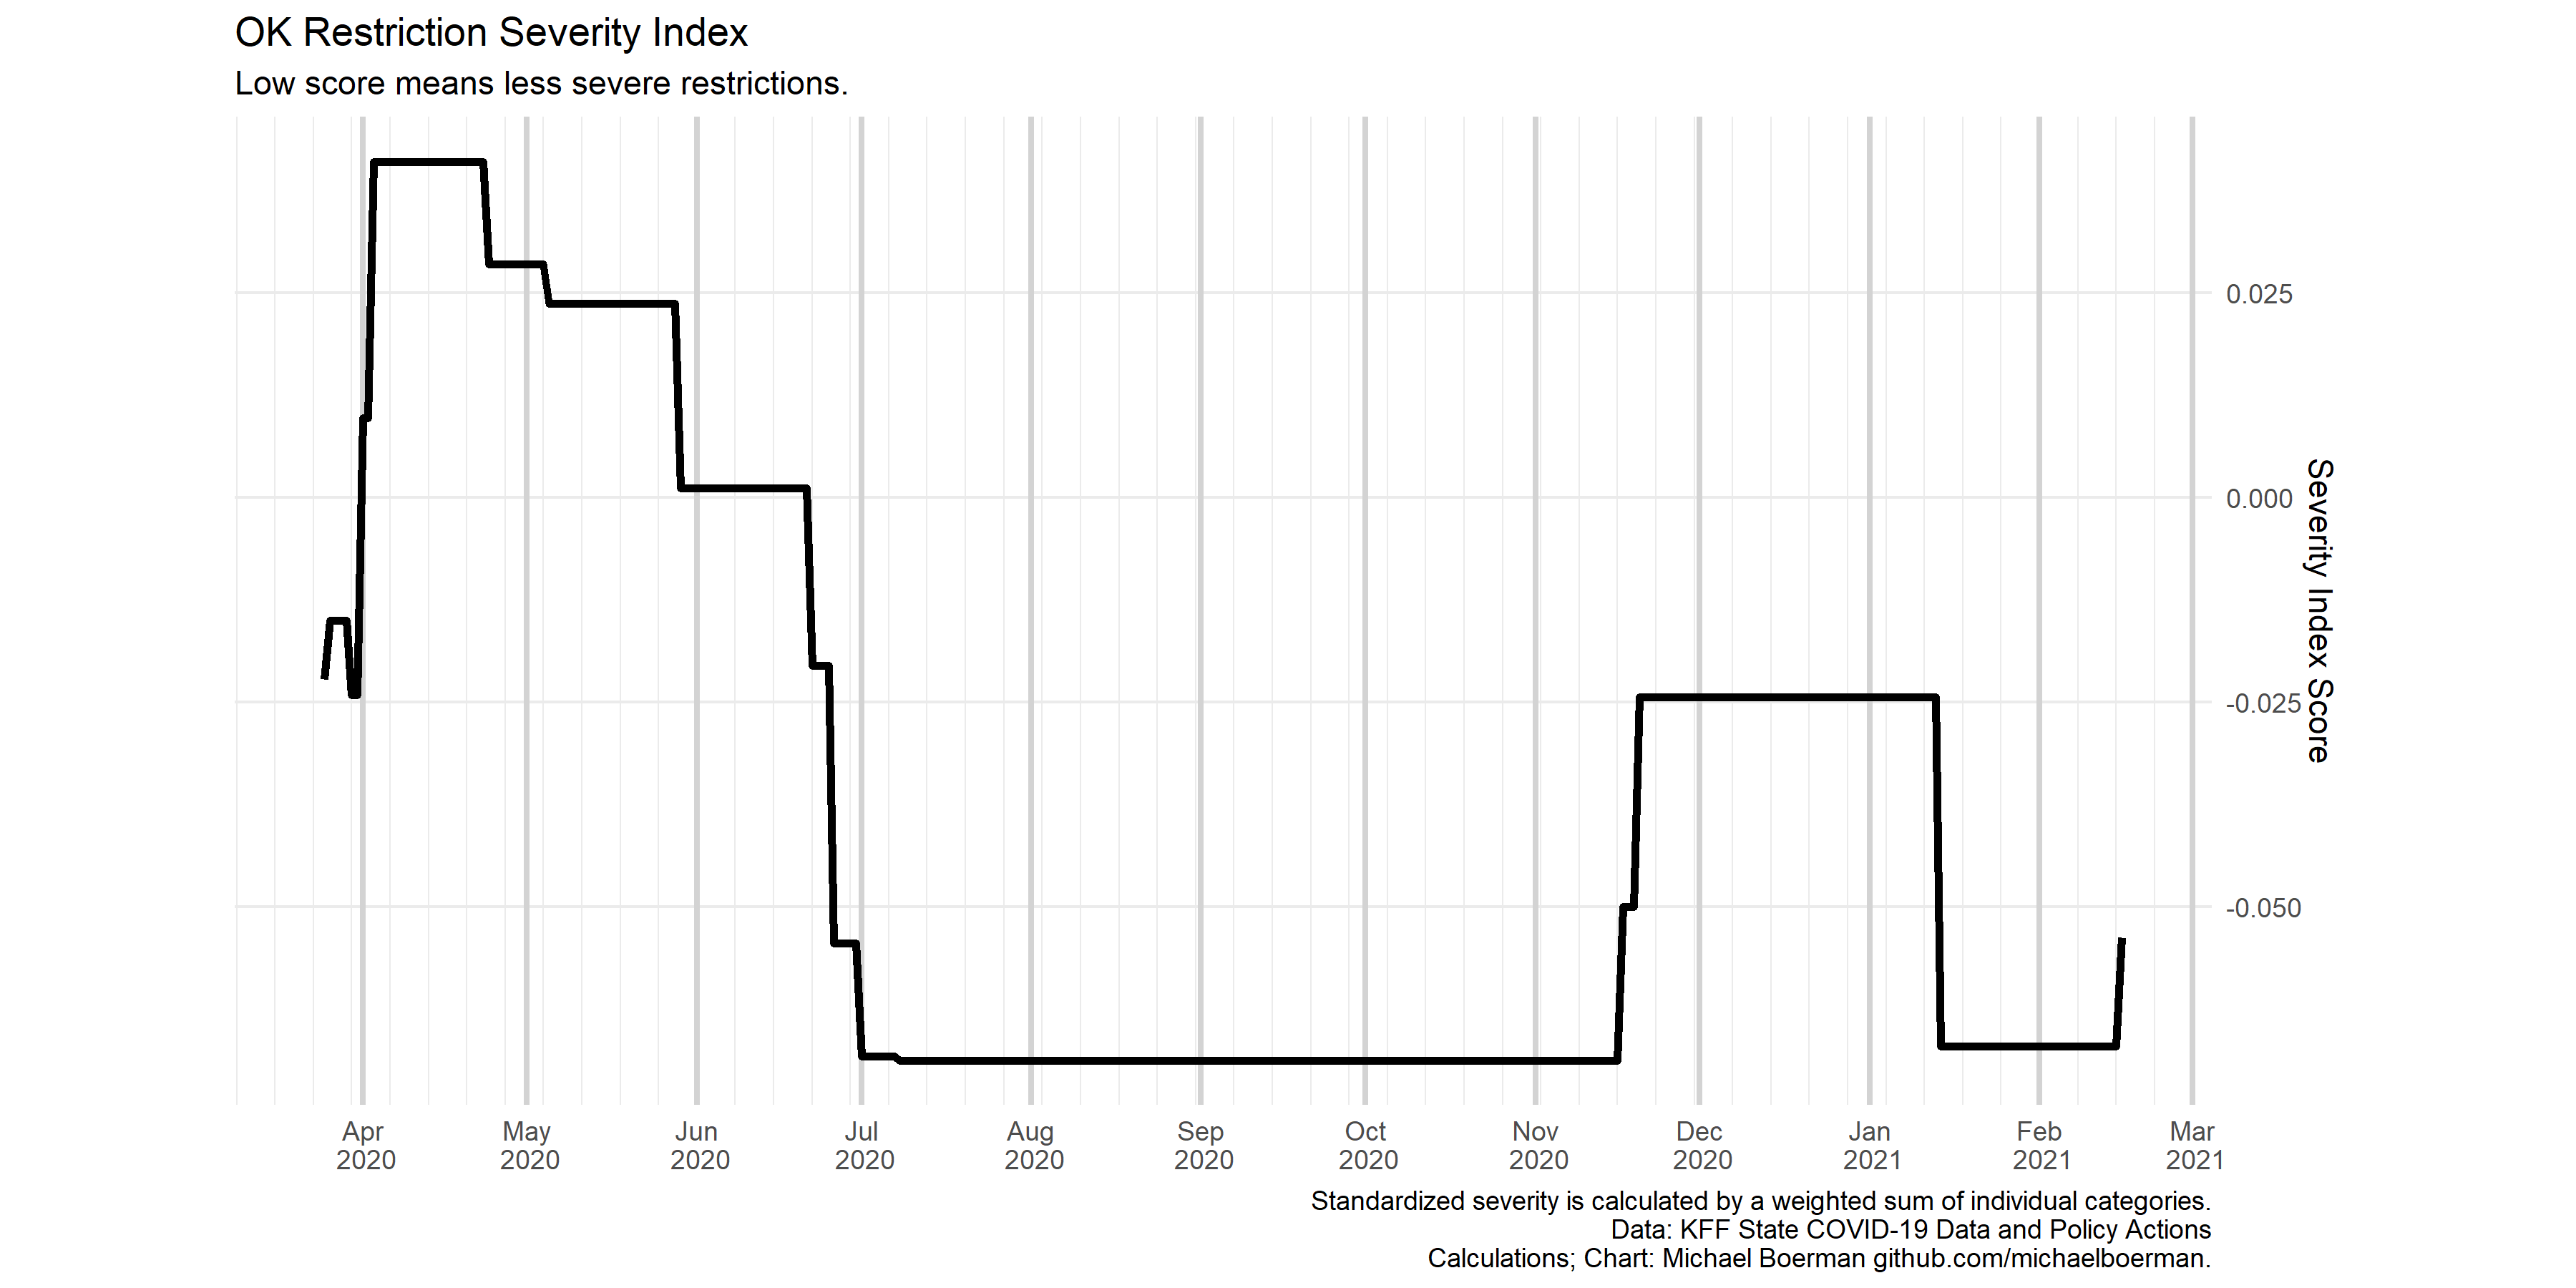 OK Restriction Severity Index
Low score means less severe restrictions.
0.025
0.000
-0.025
-0.050
Severity Index Score
Apr 2020
May 2020
Jun 2020
Jul 2020
Aug 2020
Sep 2020
Oct 2020
Nov 2020
Dec 2020
Jan 2021
Feb 2021
Mar 2021
Standardized severity is calculated by a weighted sum of individual categories.
Data: KFF State COVID-19 Data and Policy Actions
Calculations; Chart: Michael Boerman github.com/michaelboerman.